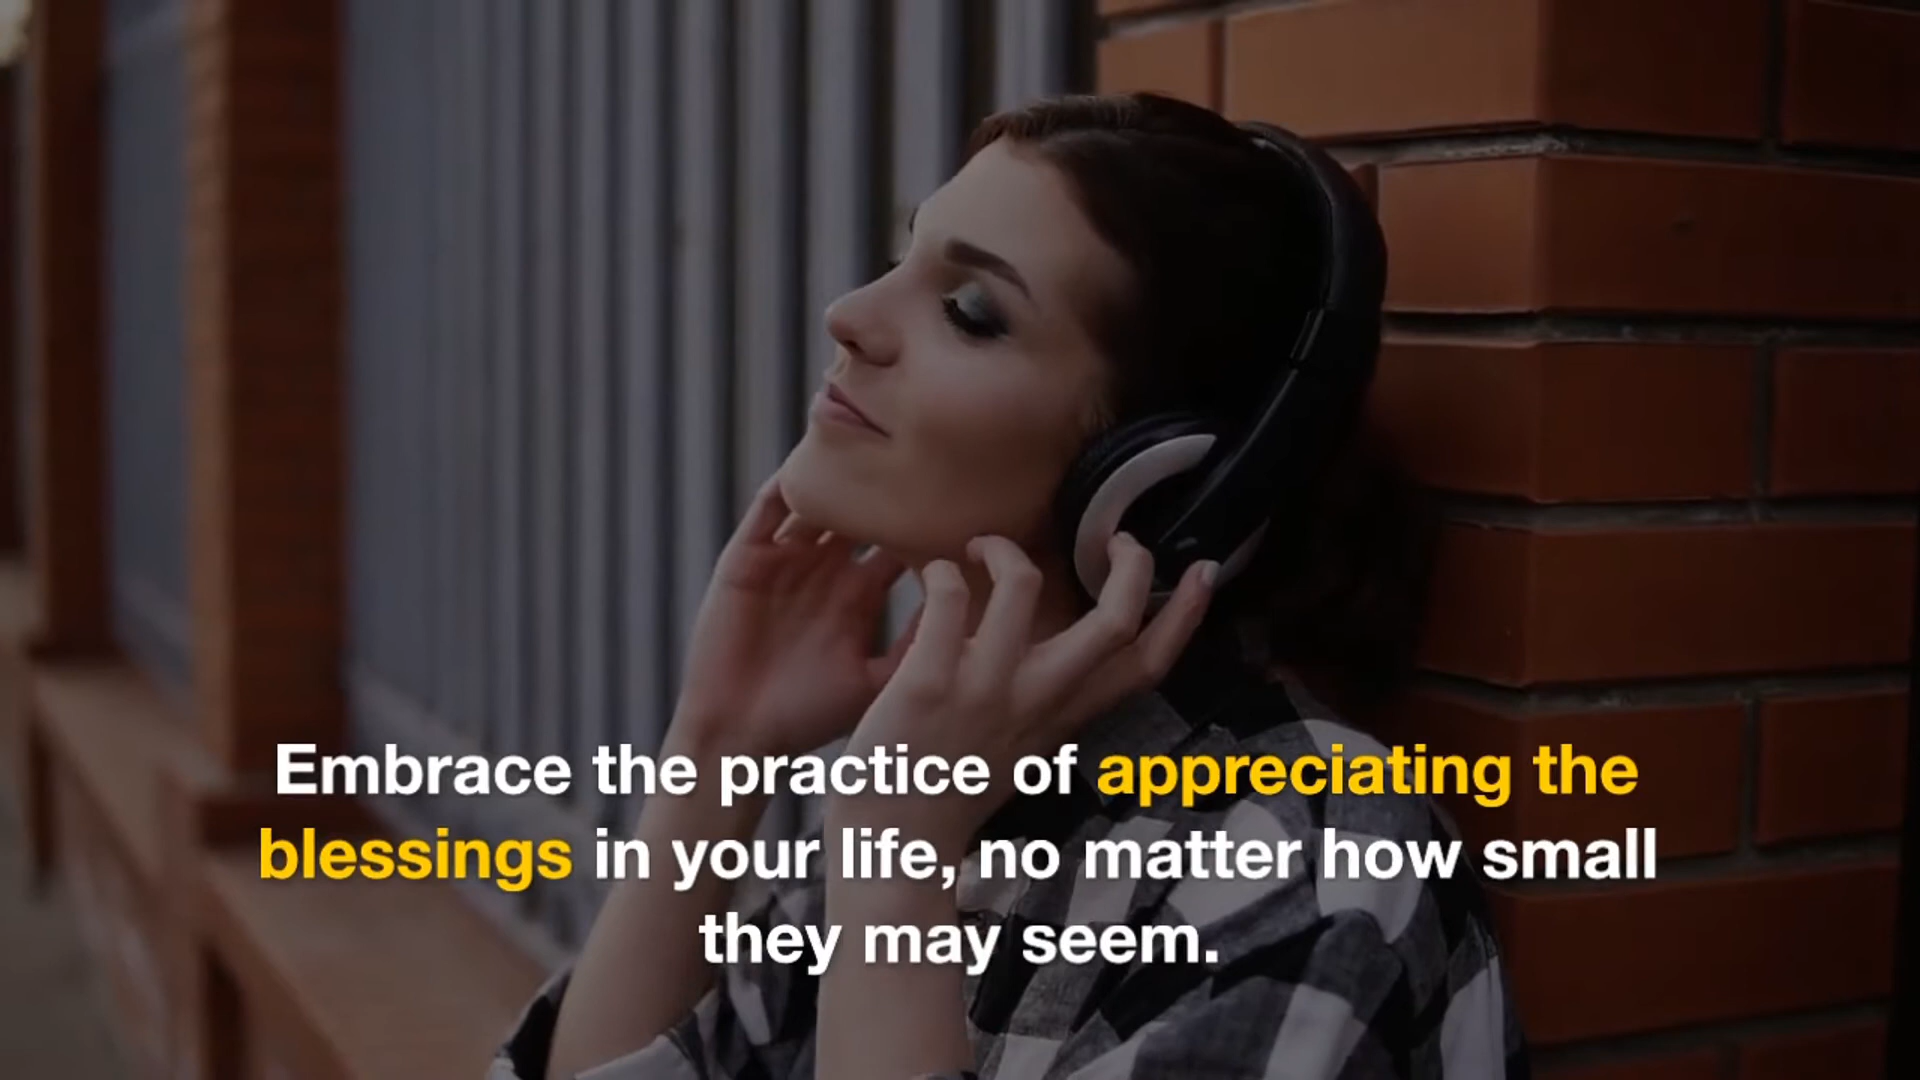 Embrace the practice of appreciating the
blessings in your life, no matter how small
they may seem.